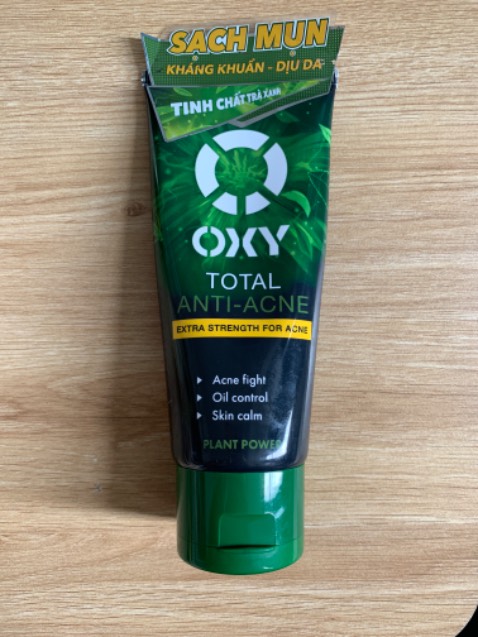 SẠCH MỤN
KHÁNG KHUẨN - DỊU DA
TINH CHẤT TRÀ XANH
OXY
TOTAL
ANTI-ACNE
EXTRA STRENGTH FOR ACNE
Acne fight
Oil control
Skin calm
PLANT POWER